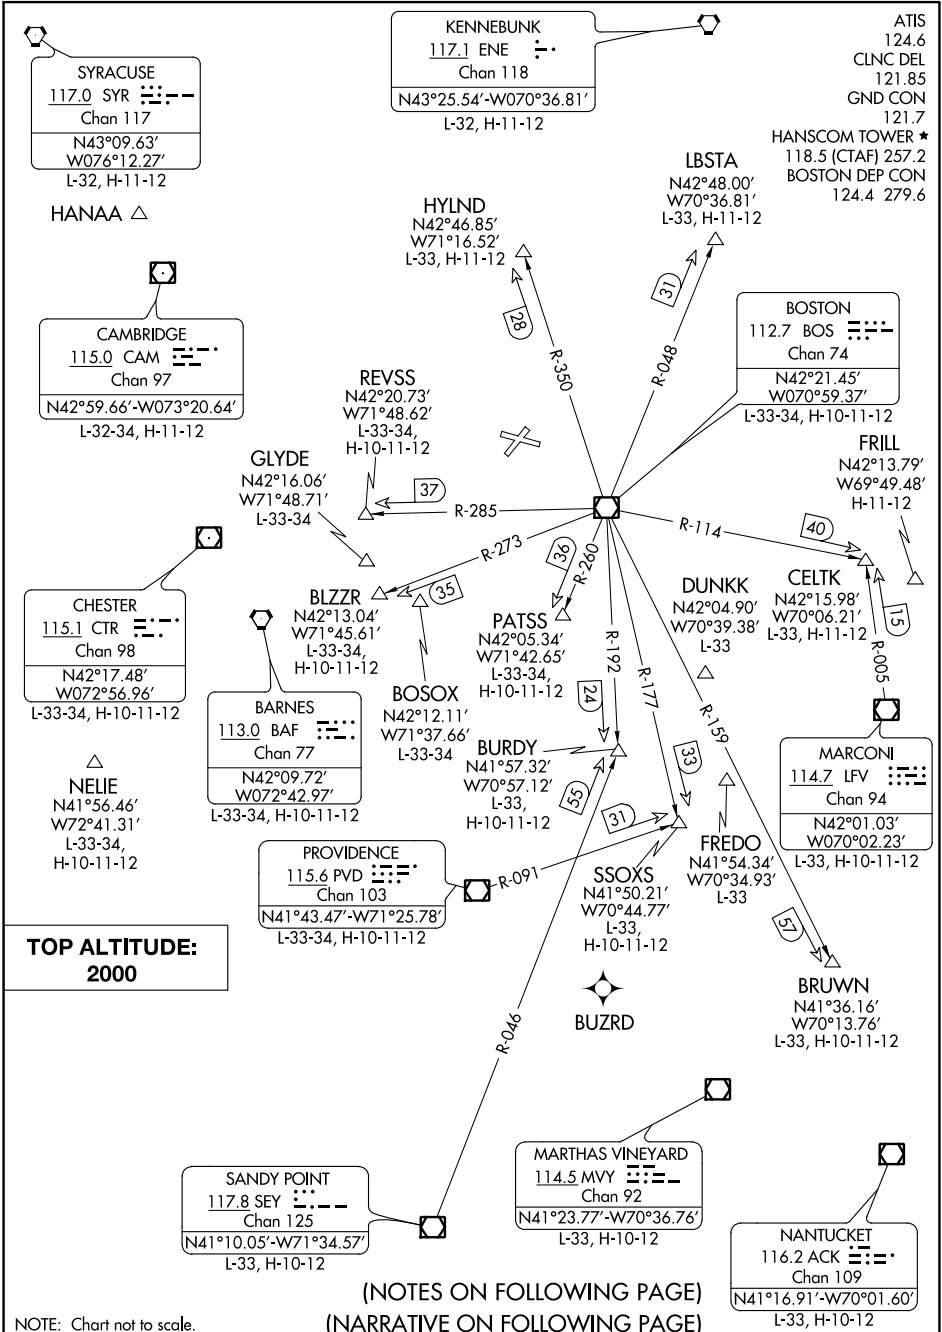 SYRACUSE
117.0 SYR
Chan 117
N43°09.63'
W076°12.27'
L-32, H-11-12
KENNEBUNK
117.1 ENE
Chan 118
N43°25.54'-W070°36.81'
L-32, H-11-12
ATIS
124.6
CLNC DEL
121.85
GND CON
121.7
HANSCOM TOWER ★
118.5 (CTAF) 257.2
BOSTON DEP CON
124.4 279.6
HANAA
HYLND
N42°46.85'
W71°16.52'
L-33, H-11-12
LBSTA
N42°48.00'
W70°36.81'
L-33, H-11-12
28
R-350
31
R-048
CAMBRIDGE
115.0 CAM
Chan 97
N42°59.66'-W073°20.64'
L-32-34, H-11-12
BOSTON
112.7 BOS
Chan 74
N42°21.45'
W070°59.37'
L-33-34, H-10-11-12
REVSS
N42°20.73'
W71°48.62'
L-33-34,
H-10-11-12
GLYDE
N42°16.06'
W71°48.71'
L-33-34
37
R-285
FRILL
N42°13.79'
W69°49.48'
H-11-12
R-273
35
36
R-260
R-114
40
CHESTER
115.1 CTR
Chan 98
N42°17.48'
W072°56.96'
L-33-34, H-10-11-12
BLZZR
N42°13.04'
W71°45.61'
L-33-34,
H-10-11-12
PATSS
N42°05.34'
W71°42.65'
L-33-34,
H-10-11-12
DUNKK
N42°04.90'
W70°39.38'
L-33
CELTK
N42°15.98'
W70°06.21'
L-33, H-11-12
15
R-005
BARNES
113.0 BAF
Chan 77
N42°09.72'
W072°42.97'
L-33-34, H-10-11-12
BOSOX
N42°12.11'
W71°37.66'
L-33-34
R-192
24
R-177
33
R-159
57
NELIE
N41°56.46'
W72°41.31'
L-33-34,
H-10-11-12
BURDY
N41°57.32'
W70°57.12'
L-33,
H-10-11-12
55
R-046
MARCONI
114.7 LFV
Chan 94
N42°01.03'
W070°02.23'
L-33, H-10-11-12
PROVIDENCE
115.6 PVD
Chan 103
N41°43.47'-W71°25.78'
L-33-34, H-10-11-12
31
R-091
SSOXS
N41°50.21'
W70°44.77'
L-33,
H-10-11-12
FREDO
N41°54.34'
W70°34.93'
L-33
TOP ALTITUDE:
2000
BUZRD
BRUWN
N41°36.16'
W70°13.76'
L-33, H-10-11-12
SANDY POINT
117.8 SEY
Chan 125
N41°10.05'-W71°34.57'
L-33, H-10-12
MARTHAS VINEYARD
114.5 MVY
Chan 92
N41°23.77'-W70°36.76'
L-33, H-10-12
NANTUCKET
116.2 ACK
Chan 109
N41°16.91'-W70°01.60'
L-33, H-10-12
(NOTES ON FOLLOWING PAGE)
(NARRATIVE ON FOLLOWING PAGE)
NOTE: Chart not to scale.